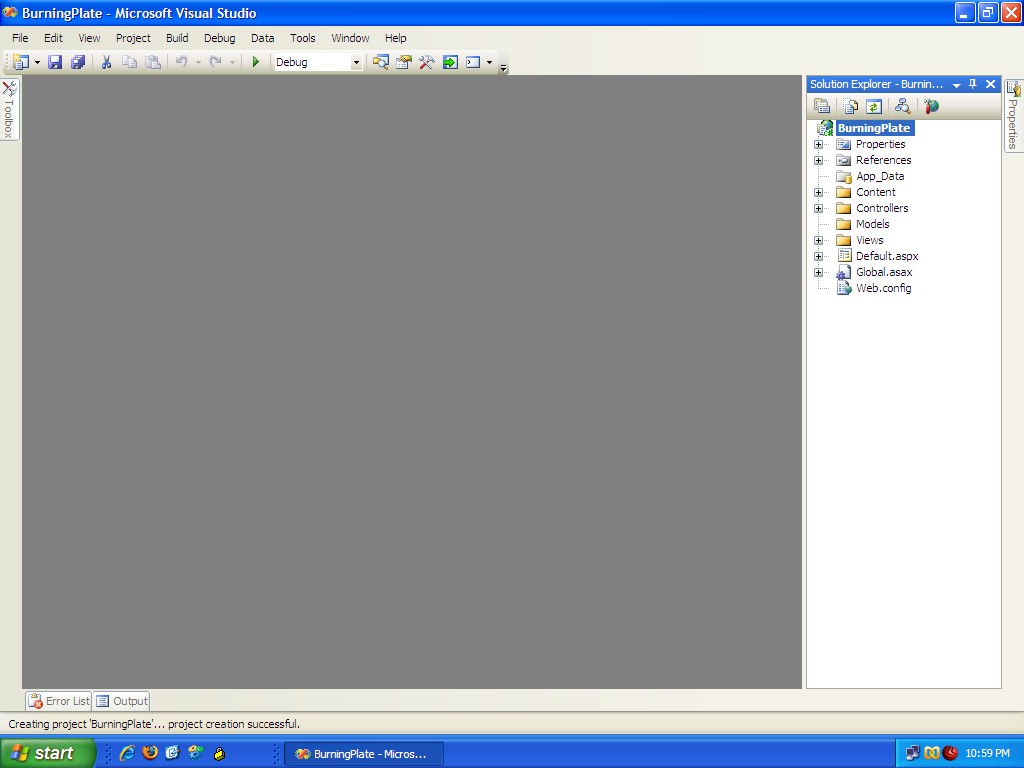 BurningPlate - Microsoft Visual Studio
File Edit View Project Build Debug Data Tools Window Help
Debug
Toolbox
Solution Explorer - Burnin...
BurningPlate
Properties
References
App_Data
Content
Controllers
Models
Views
Default.aspx
Global.asax
Web.config
Properties
Error List Output
Creating project 'BurningPlate'... project creation successful.
start BurningPlate - Micros... 10:59 PM